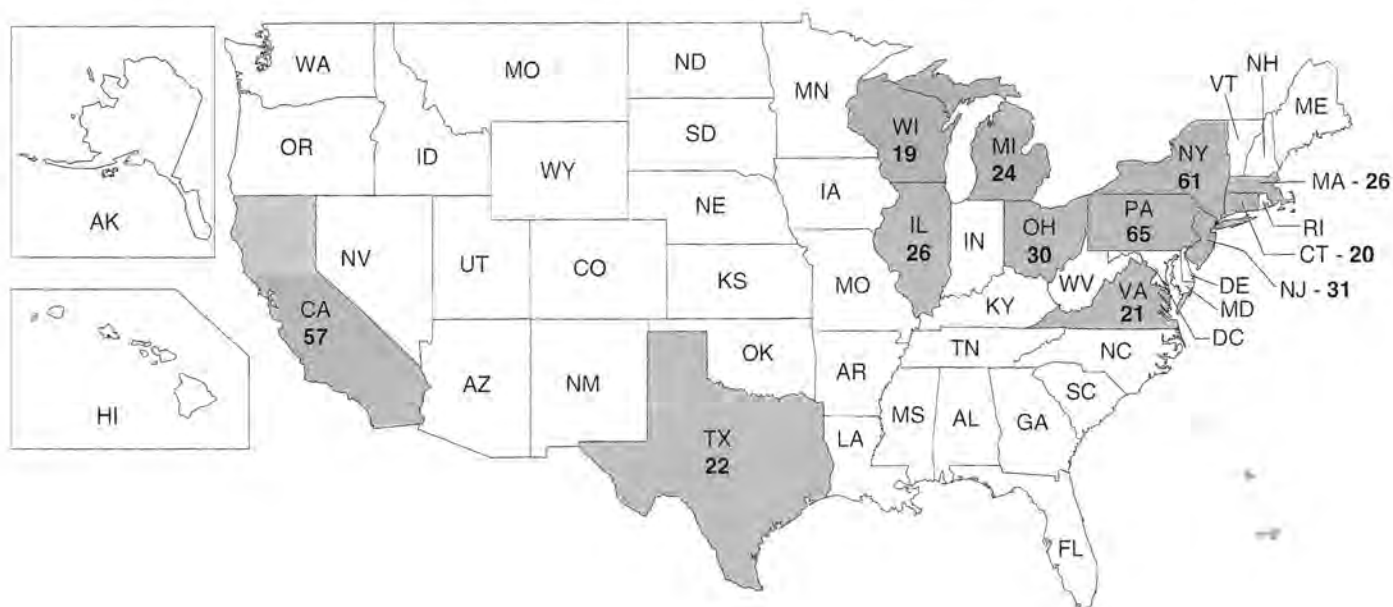 WA
MO
ND
MN
VT
NH
ME
OR
ID
SD
WI
19
MI
24
NY
61
MA - 26
WY
IA
NE
PA
65
RI
AK
NV
UT
CO
IL
26
IN
OH
30
CT - 20
KS
MO
WV
DE
NJ - 31
CA
57
KY
VA
21
MD
DC
AZ
NM
OK
TN
NC
AR
SC
HI
MS
AL
GA
LA
TX
22
FL